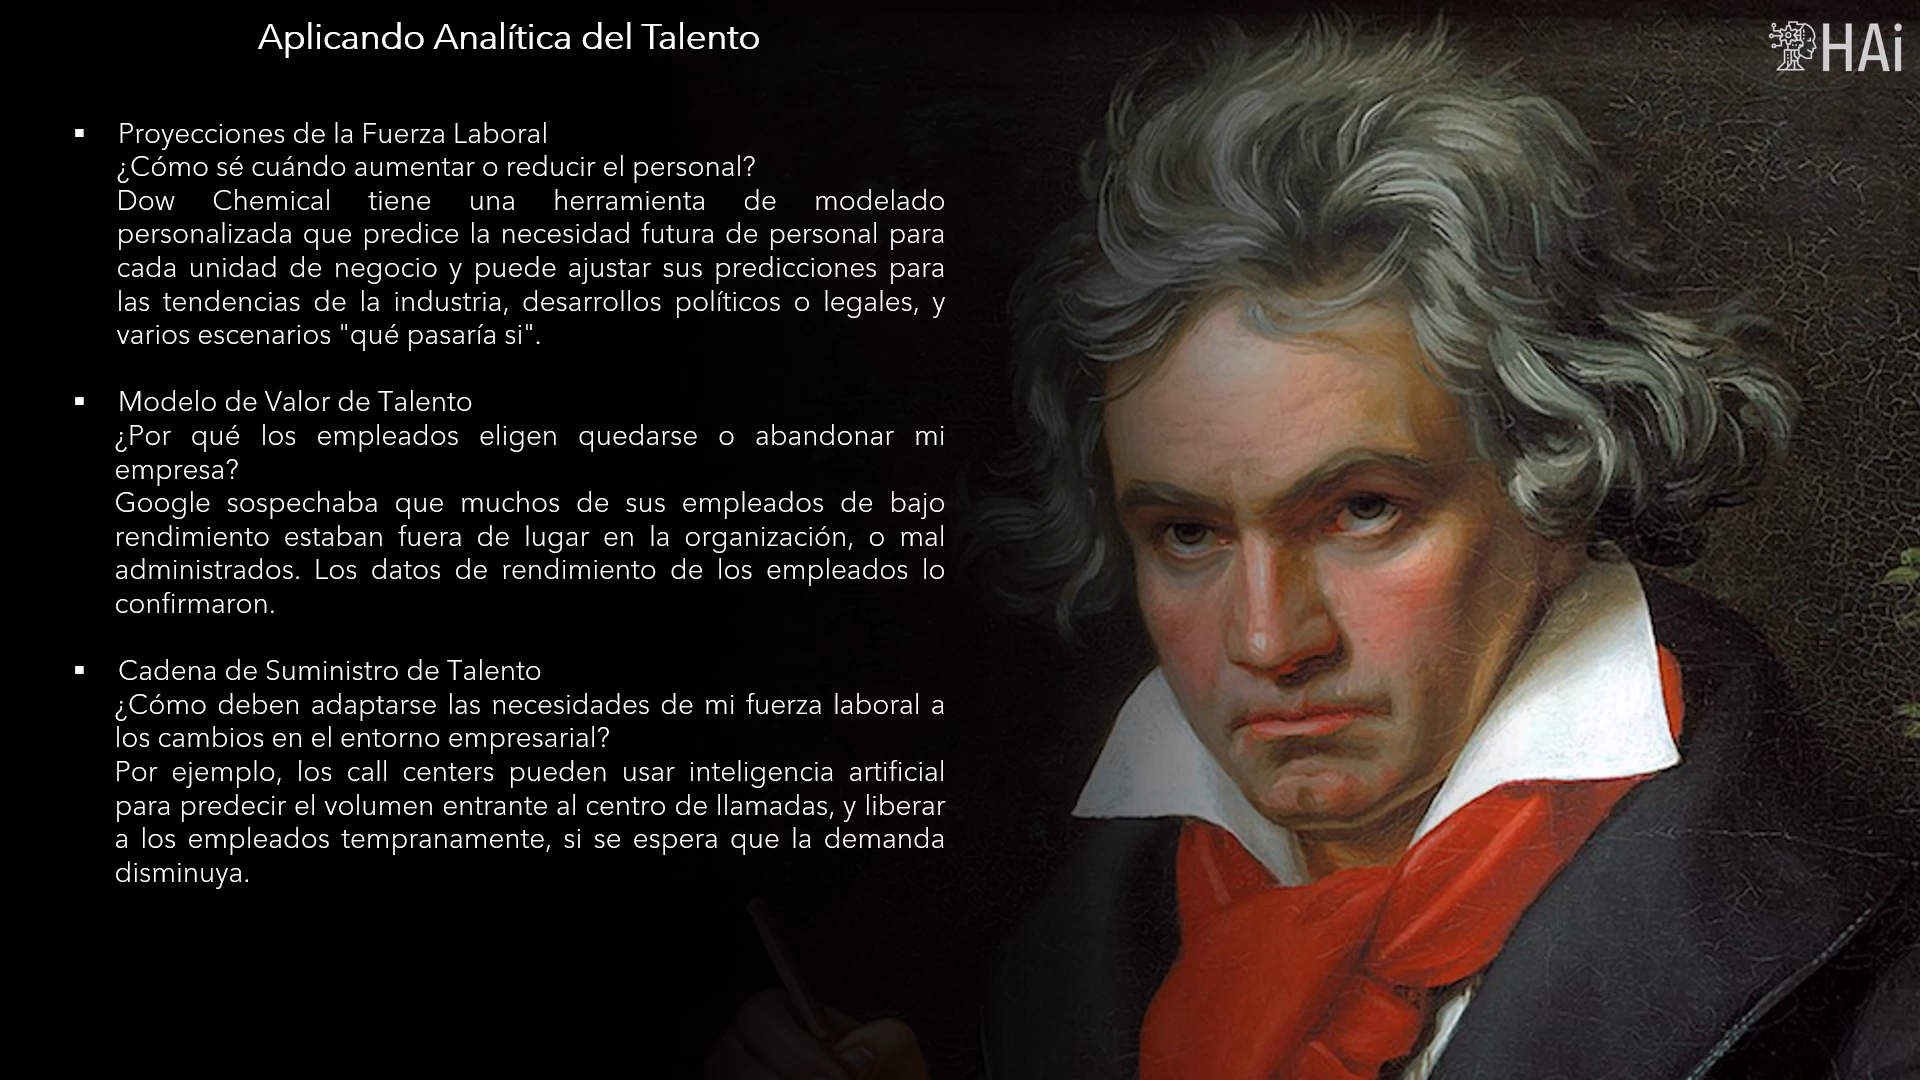 Aplicando Analítica del Talento
HAi
▪ Proyecciones de la Fuerza Laboral
¿Cómo sé cuándo aumentar o reducir el personal?
Dow Chemical tiene una herramienta de modelado
personalizada que predice la necesidad futura de personal para
cada unidad de negocio y puede ajustar sus predicciones para
las tendencias de la industria, desarrollos políticos o legales, y
varios escenarios "qué pasaría si".
▪ Modelo de Valor de Talento
¿Por qué los empleados eligen quedarse o abandonar mi
empresa?
Google sospechaba que muchos de sus empleados de bajo
rendimiento estaban fuera de lugar en la organización, o mal
administrados. Los datos de rendimiento de los empleados lo
confirmaron.
▪ Cadena de Suministro de Talento
¿Cómo deben adaptarse las necesidades de mi fuerza laboral a
los cambios en el entorno empresarial?
Por ejemplo, los call centers pueden usar inteligencia artificial
para predecir el volumen entrante al centro de llamadas, y liberar
a los empleados tempranamente, si se espera que la demanda
disminuya.